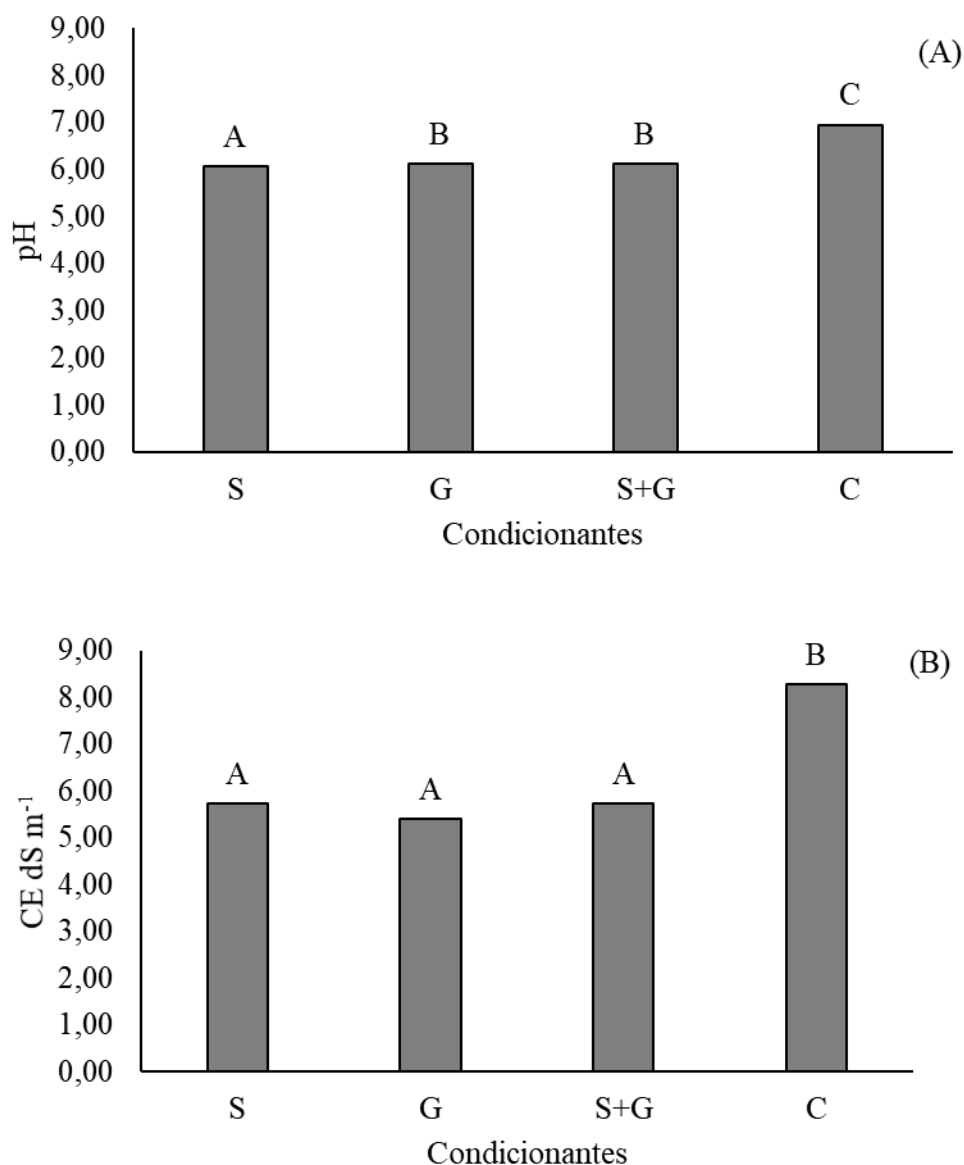 (A)
9,00
8,00
7,00
6,00
5,00
4,00
3,00
2,00
1,00
0,00
pH
A
B
B
C
S
G
S+G
C
Condicionantes
(B)
9,00
8,00
7,00
6,00
5,00
4,00
3,00
2,00
1,00
0,00
CE dS m⁻¹
A
A
A
B
S
G
S+G
C
Condicionantes